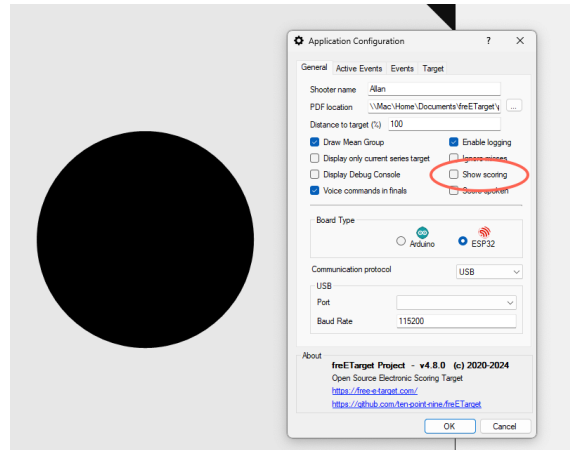 Application Configuration ? ×
General Active Events Events Target
Shooter name Allan
PDF location \\Mac\Home\Documents\freETarget\ ...
Distance to target (%) 100
Draw Mean Group Enable logging
Display only current series target Ignore misses
Display Debug Console Show scoring
Voice commands in finals Score spoken
Board Type
Arduino ESP32
Communication protocol USB
USB
Port
Baud Rate 115200
About
freETarget Project - v4.8.0 (c) 2020-2024
Open Source Electronic Scoring Target
https://free-e-target.com/
https://github.com/ten-point-nine/freETarget
OK Cancel